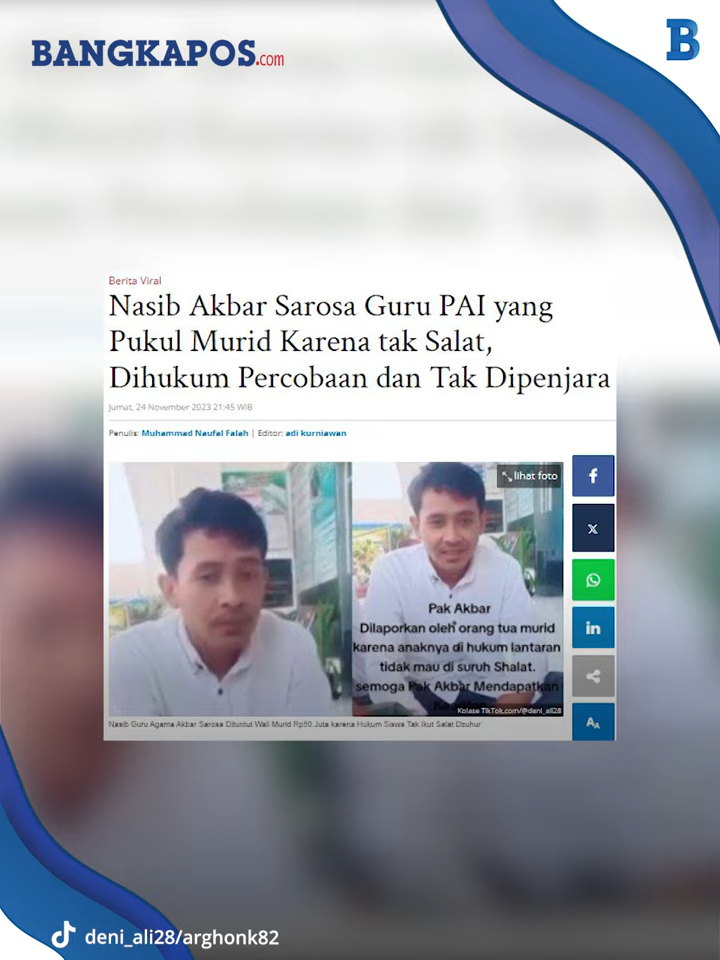 BANGKAPOS.com
B
Berita Viral
Nasib Akbar Sarosa Guru PAI yang
Pukul Murid Karena tak Salat,
Dihukum Percobaan dan Tak Dipenjara
Jumat, 24 November 2023 21:45 WIB
Penulis: Muhammad Naufal Falah | Editor: adi kurniawan
lihat foto
Pak Akbar
Dilaporkan oleh orang tua murid
karena anaknya di hukum lantaran
tidak mau di suruh Shalat.
semoga Pak Akbar Mendapatkan
Kolase TikTok.com/@deni_ali28
Nasib Guru Agama Akbar Sarosa Dituntut Wali Murid Rp50 Juta karena Hukum Siswa Tak Ikut Salat Dzuhur
f
X
in
AA
deni_ali28/arghonk82